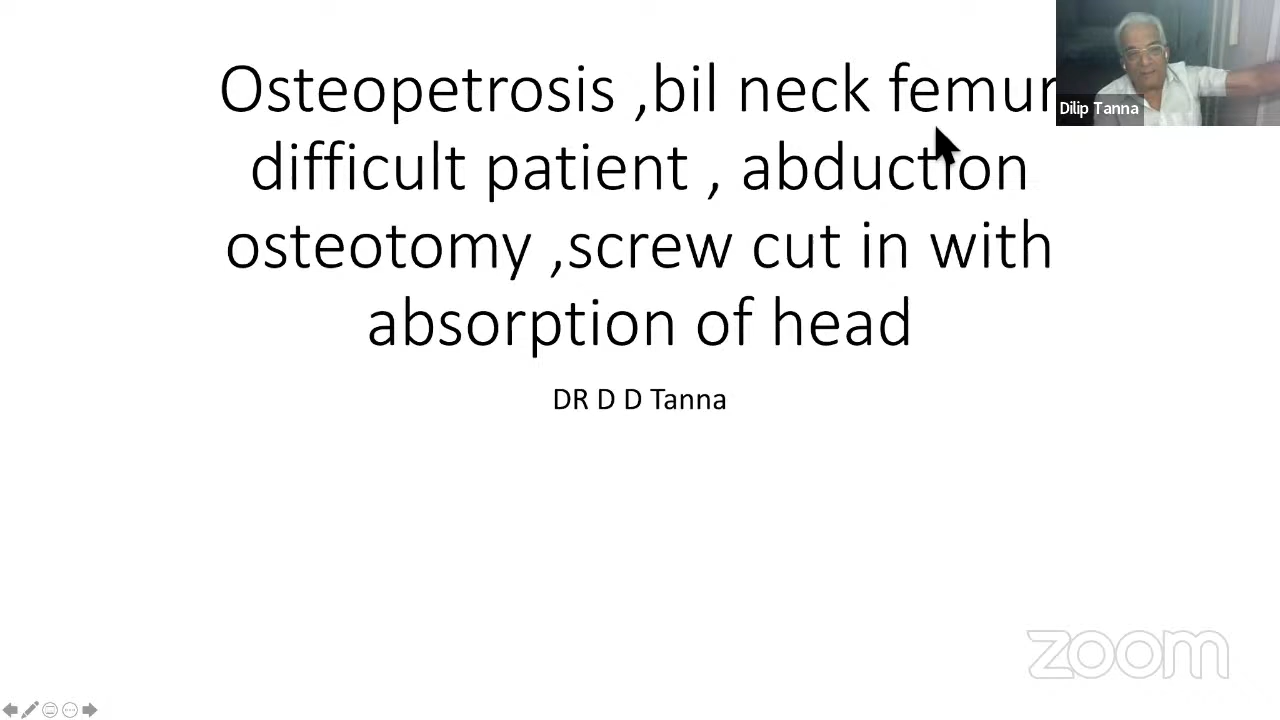 Osteopetrosis ,bil neck femur
difficult patient , abduction
osteotomy ,screw cut in with
absorption of head
DR D D Tanna
Dilip Tanna
zoom